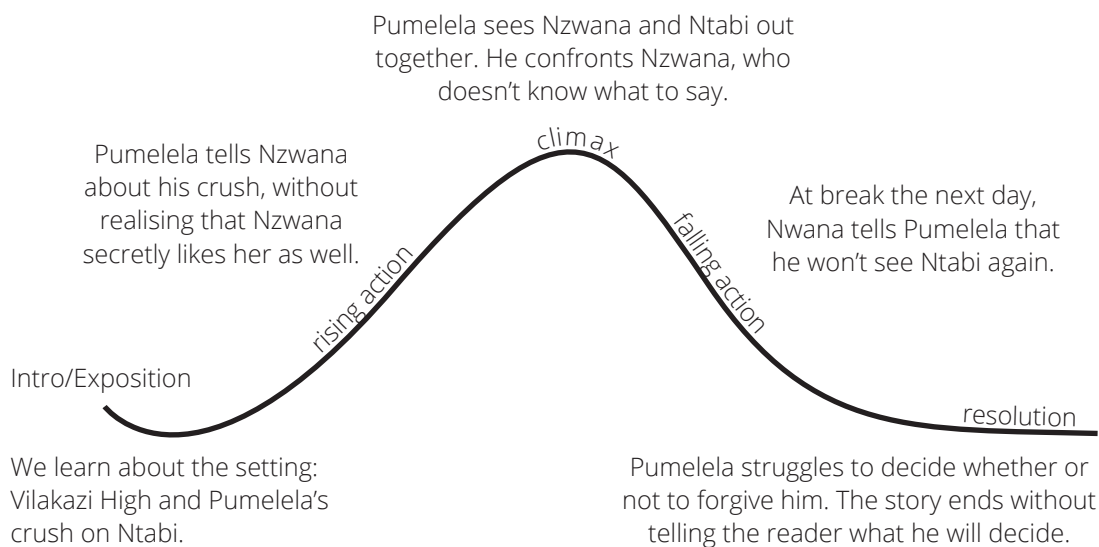 Pumelela sees Nzwana and Ntabi out
together. He confronts Nzwana, who
doesn't know what to say.
climax
Pumelela tells Nzwana
about his crush, without
realising that Nzwana
secretly likes her as well.
rising action
falling action
At break the next day,
Nwana tells Pumelela that
he won't see Ntabi again.
Intro/Exposition
We learn about the setting:
Vilakazi High and Pumelela's
crush on Ntabi.
resolution
Pumelela struggles to decide whether or
not to forgive him. The story ends without
telling the reader what he will decide.